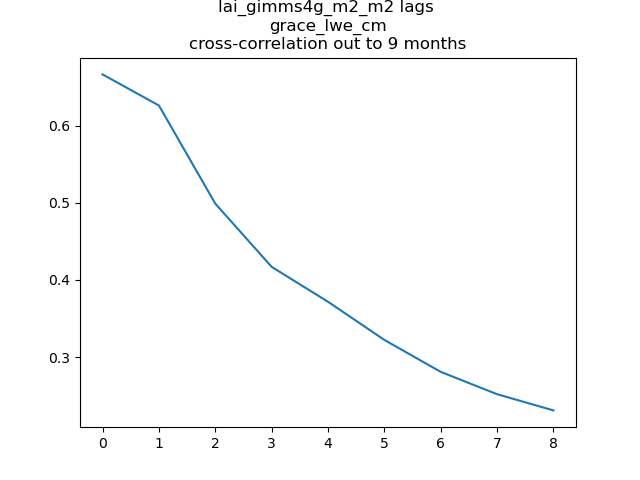 lai_gimms4g_m2_m2 lags
grace_lwe_cm
cross-correlation out to 9 months
0.6
0.5
0.4
0.3
0 1 2 3 4 5 6 7 8